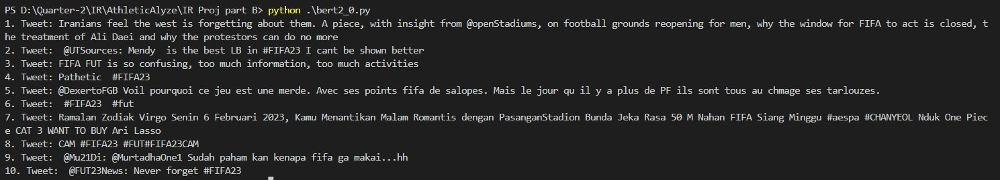 PS D:\Quarter-2\IR\AthleticAlyze\IR Proj part B> python .\bert2_0.py
1. Tweet: Iranians feel the west is forgetting about them. A piece, with insight from @openStadiums, on football grounds reopening for men, why the window for FIFA to act is closed, t
he treatment of Ali Daei and why the protestors can do no more
2. Tweet:  @UTSources: Mendy  is the best LB in #FIFA23 I cant be shown better
3. Tweet: FIFA FUT is so confusing, too much information, too much activities
4. Tweet: Pathetic  #FIFA23
5. Tweet: @DexertoFGB Voil pourquoi ce jeu est une merde. Avec ses points fifa de salopes. Mais le jour qu il y a plus de PF ils sont tous au chmage ses tarlouzes.
6. Tweet:  #FIFA23  #fut
7. Tweet: Ramalan Zodiak Virgo Senin 6 Februari 2023, Kamu Menantikan Malam Romantis dengan PasanganStadion Bunda Jeka Rasa 50 M Nahan FIFA Siang Minggu #aespa #CHANYEOL Nduk One Piec
e CAT 3 WANT TO BUY Ari Lasso
8. Tweet: CAM #FIFA23 #FUT#FIFA23CAM
9. Tweet:  @Mu21Di: @MurtadhaOne1 Sudah paham kan kenapa fifa ga makai...hh
10. Tweet:  @FUT23News: Never forget #FIFA23